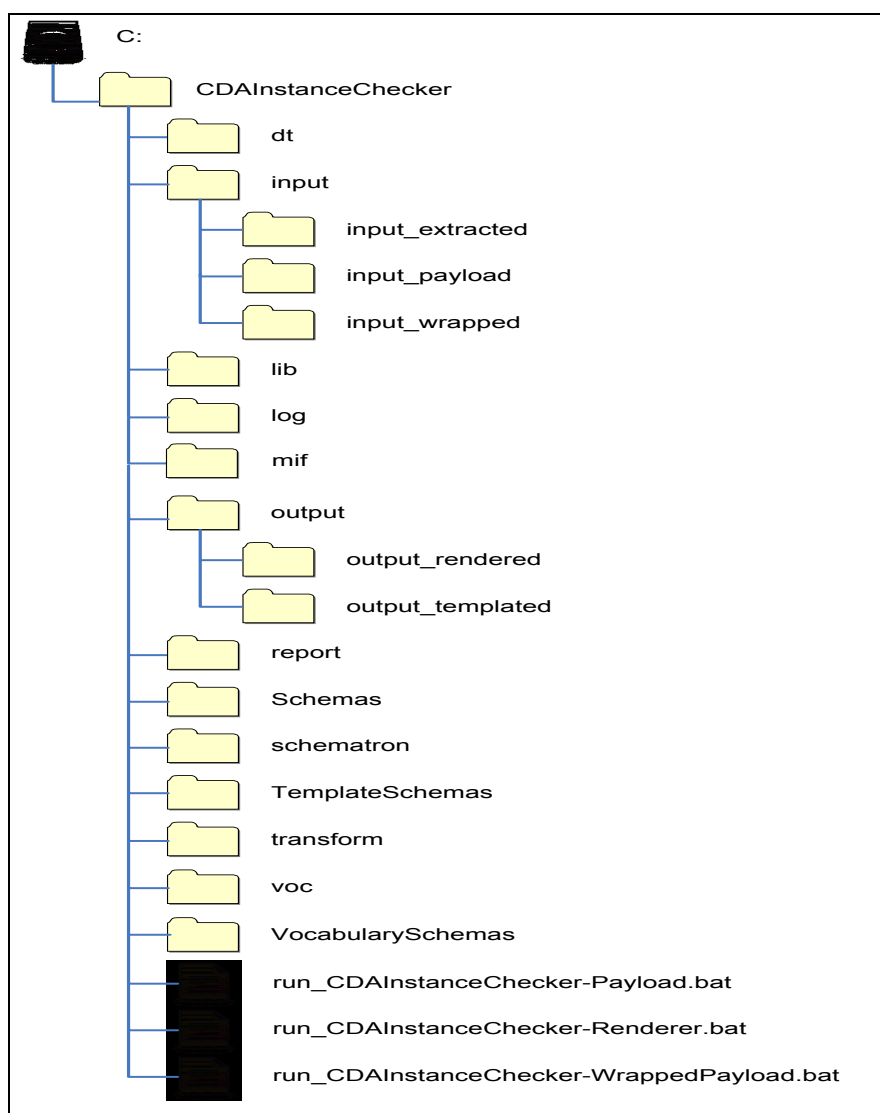 C:
CDAInstanceChecker
dt
input
input_extracted
input_payload
input_wrapped
lib
log
mif
output
output_rendered
output_templated
report
Schemas
schematron
TemplateSchemas
transform
voc
VocabularySchemas
run_CDAInstanceChecker-Payload.bat
run_CDAInstanceChecker-Renderer.bat
run_CDAInstanceChecker-WrappedPayload.bat